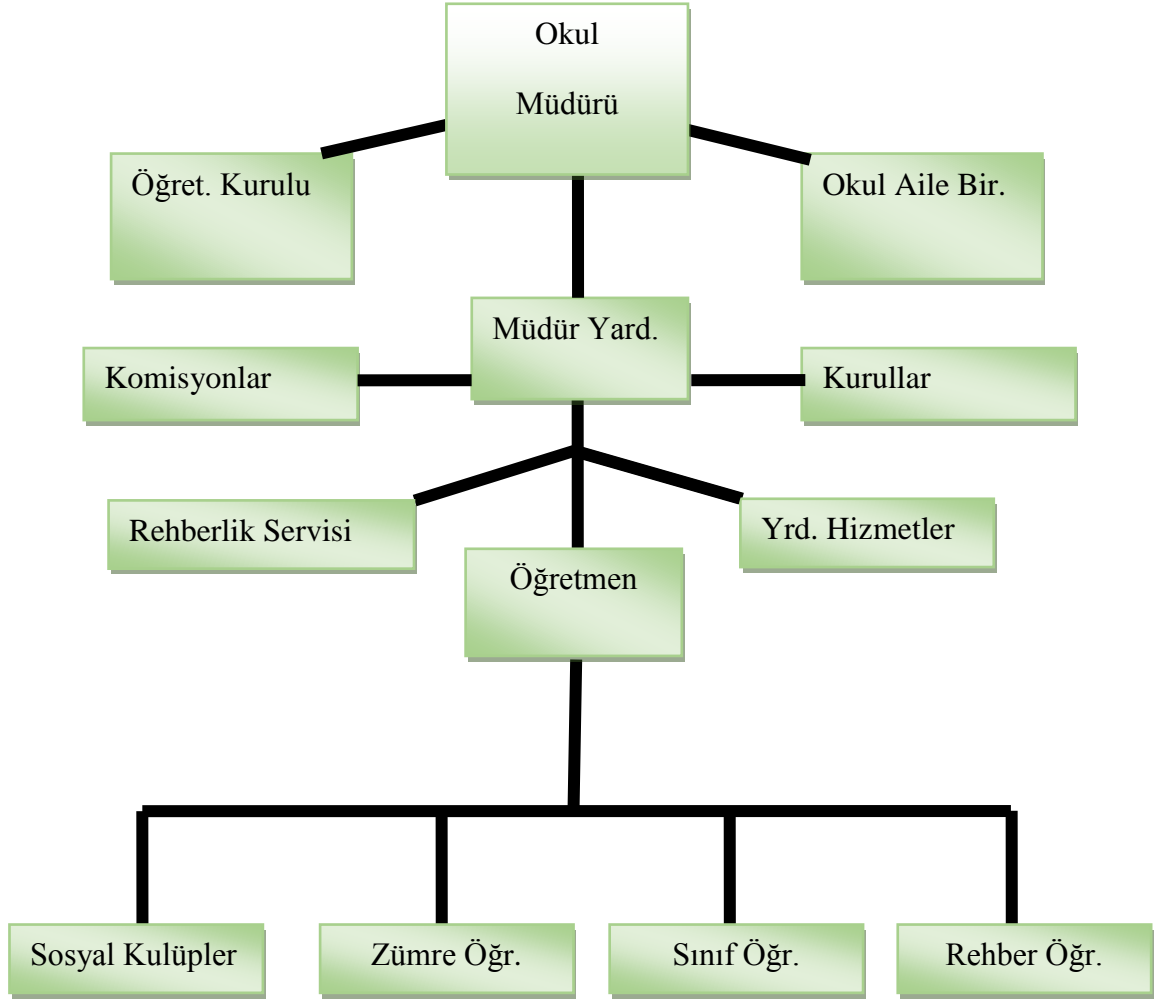 Okul
Müdürü
Öğret. Kurulu
Okul Aile Bir.
Müdür Yard.
Komisyonlar
Kurullar
Rehberlik Servisi
Yrd. Hizmetler
Öğretmen
Sosyal Kulüpler
Zümre Öğr.
Sınıf Öğr.
Rehber Öğr.